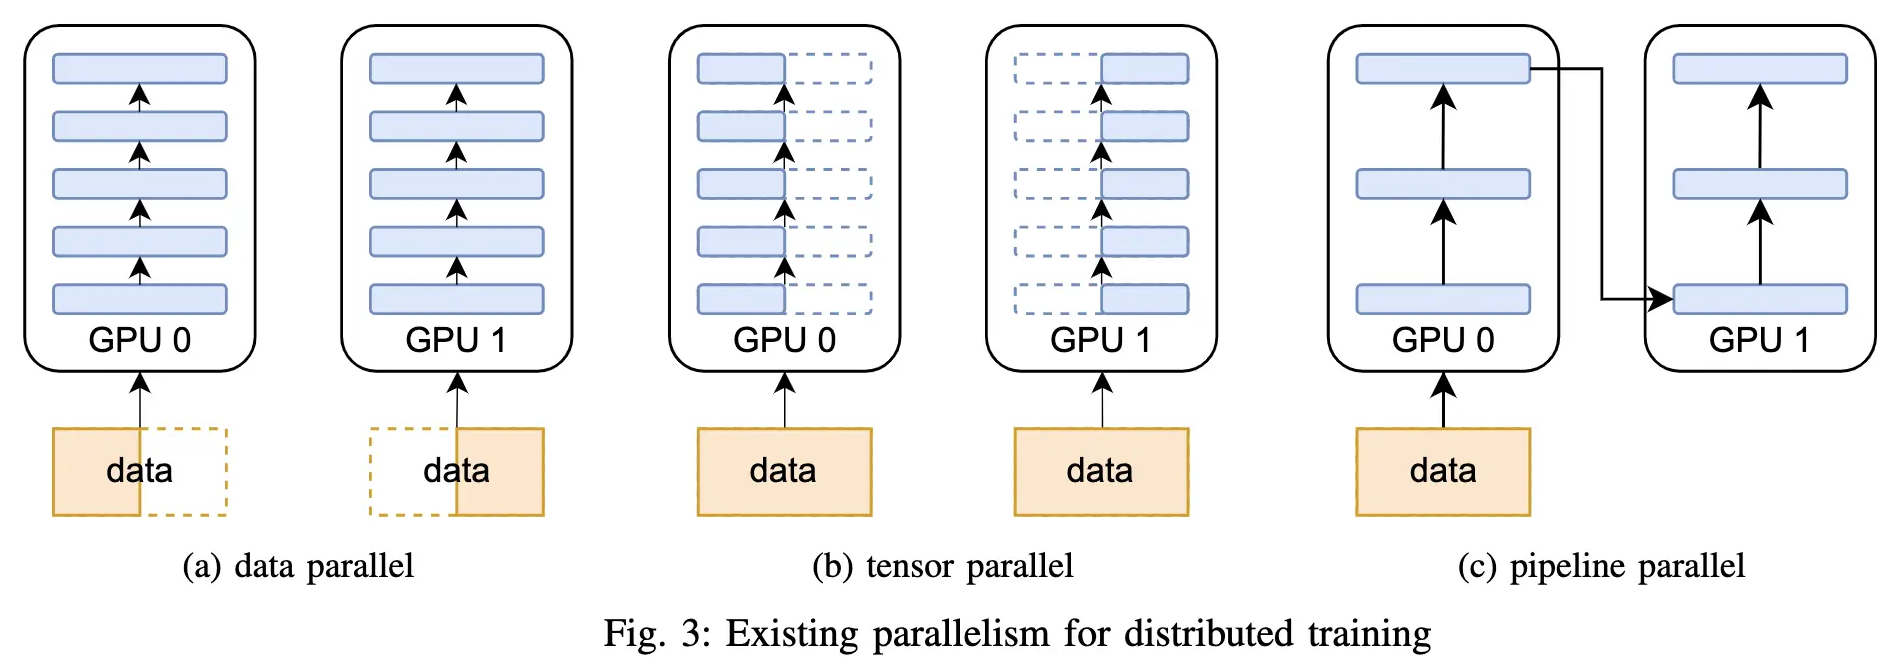 GPU 0
GPU 1
GPU 0
GPU 1
GPU 0
GPU 1
data
data
data
data
data
(a) data parallel
(b) tensor parallel
(c) pipeline parallel
Fig. 3: Existing parallelism for distributed training